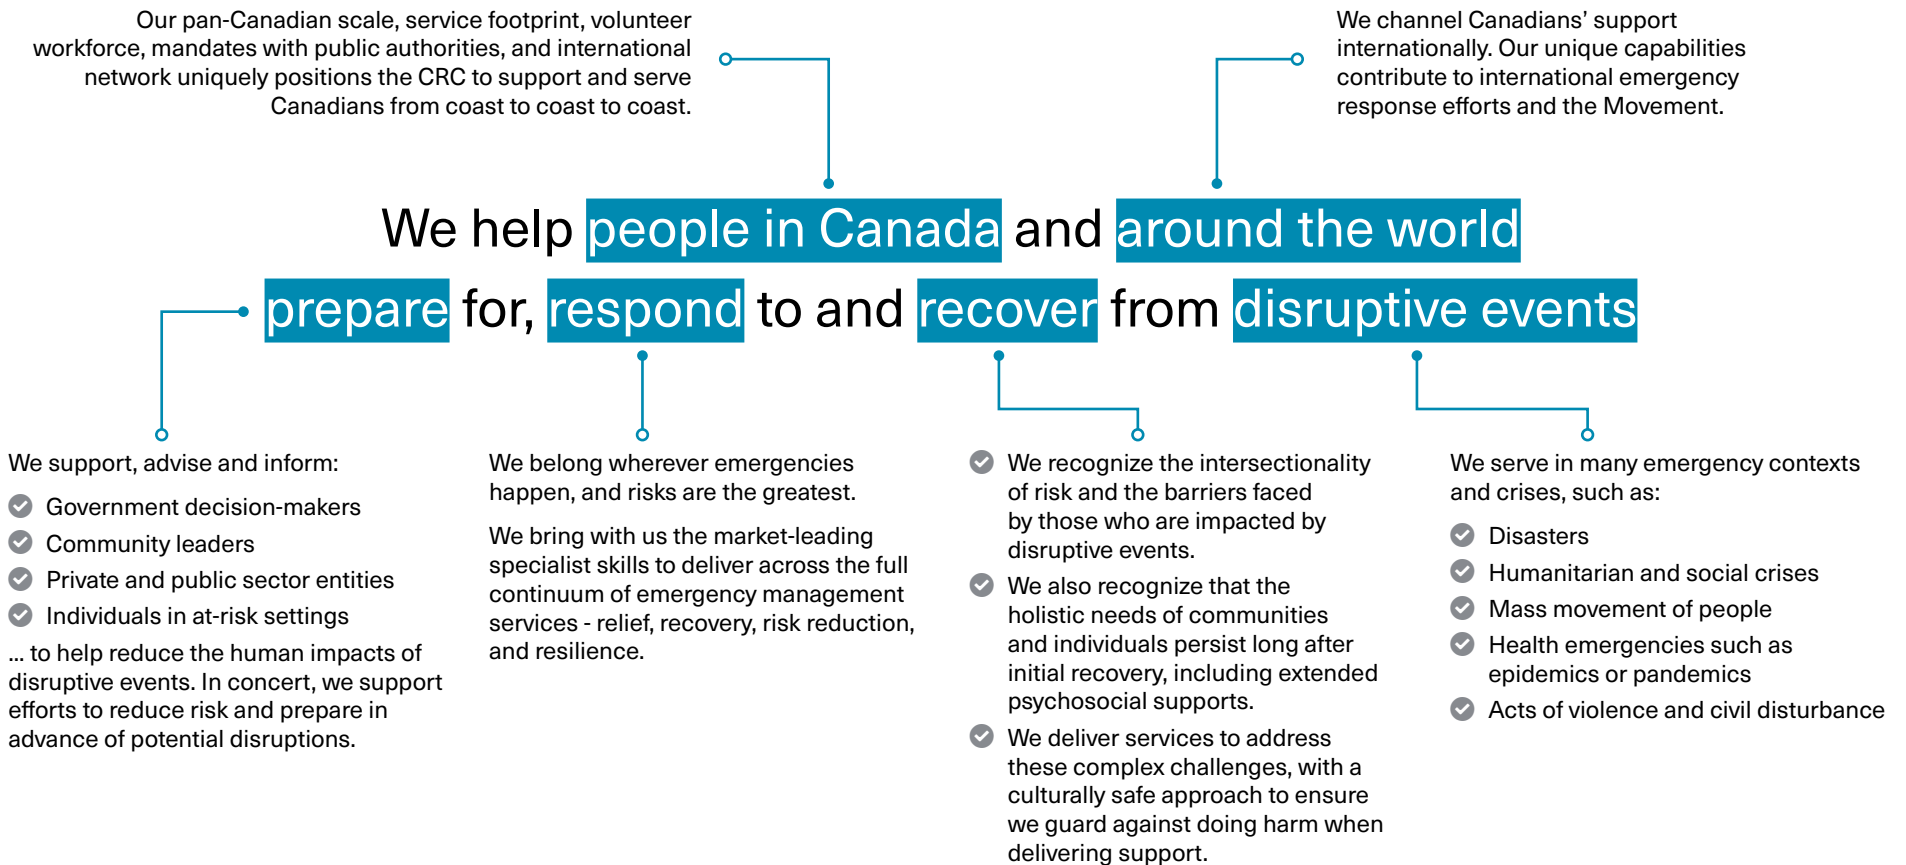 Our pan-Canadian scale, service footprint, volunteer
workforce, mandates with public authorities, and international
network uniquely positions the CRC to support and serve
Canadians from coast to coast to coast.
We channel Canadians’ support
internationally. Our unique capabilities
contribute to international emergency
response efforts and the Movement.
We help people in Canada and around the world
prepare for, respond to and recover from disruptive events
We support, advise and inform:
Government decision-makers
Community leaders
Private and public sector entities
Individuals in at-risk settings
... to help reduce the human impacts of
disruptive events. In concert, we support
efforts to reduce risk and prepare in
advance of potential disruptions.
We belong wherever emergencies
happen, and risks are the greatest.
We bring with us the market-leading
specialist skills to deliver across the full
continuum of emergency management
services - relief, recovery, risk reduction,
and resilience.
We recognize the intersectionality
of risk and the barriers faced
by those who are impacted by
disruptive events.
We also recognize that the
holistic needs of communities
and individuals persist long after
initial recovery, including extended
psychosocial supports.
We deliver services to address
these complex challenges, with a
culturally safe approach to ensure
we guard against doing harm when
delivering support.
We serve in many emergency contexts
and crises, such as:
Disasters
Humanitarian and social crises
Mass movement of people
Health emergencies such as
epidemics or pandemics
Acts of violence and civil disturbance